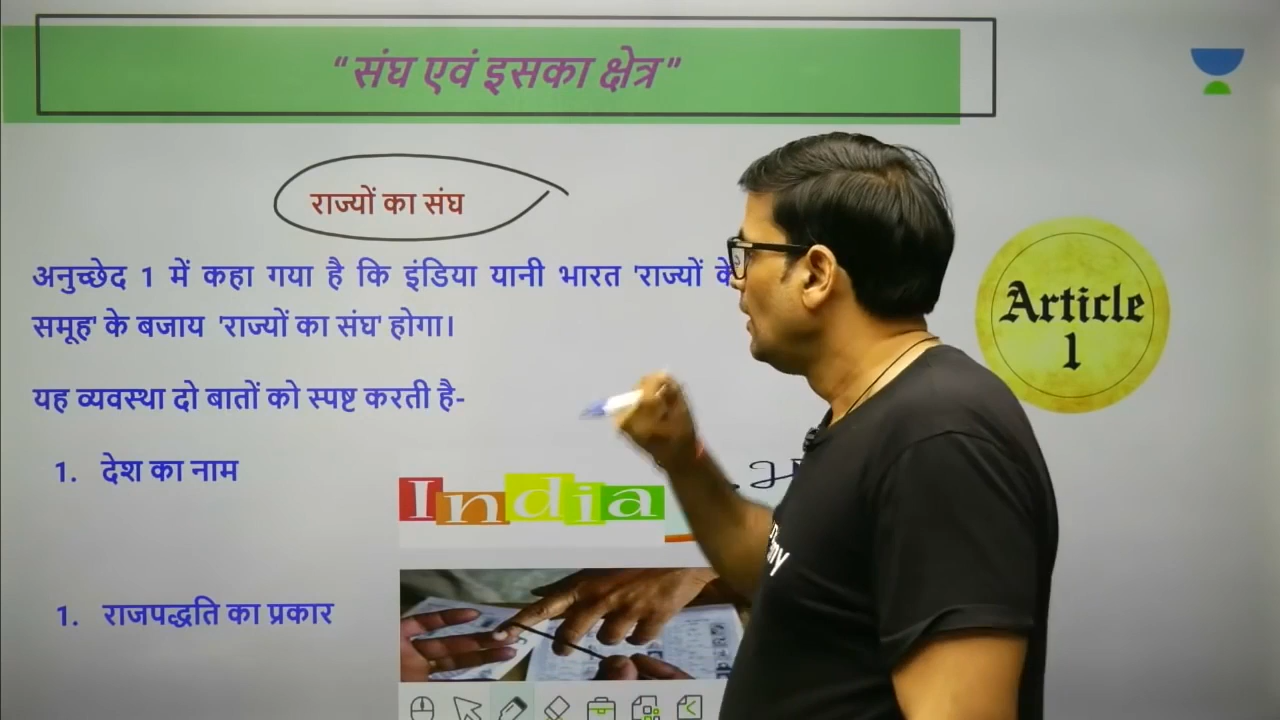 “संघ एवं इसका क्षेत्र”
राज्यों का संघ
अनुच्छेद 1 में कहा गया है कि इंडिया यानी भारत 'राज्यों के
समूह' के बजाय 'राज्यों का संघ' होगा।
Article
1
यह व्यवस्था दो बातों को स्पष्ट करती है-
1. देश का नाम
India
1. राजपद्धति का प्रकार